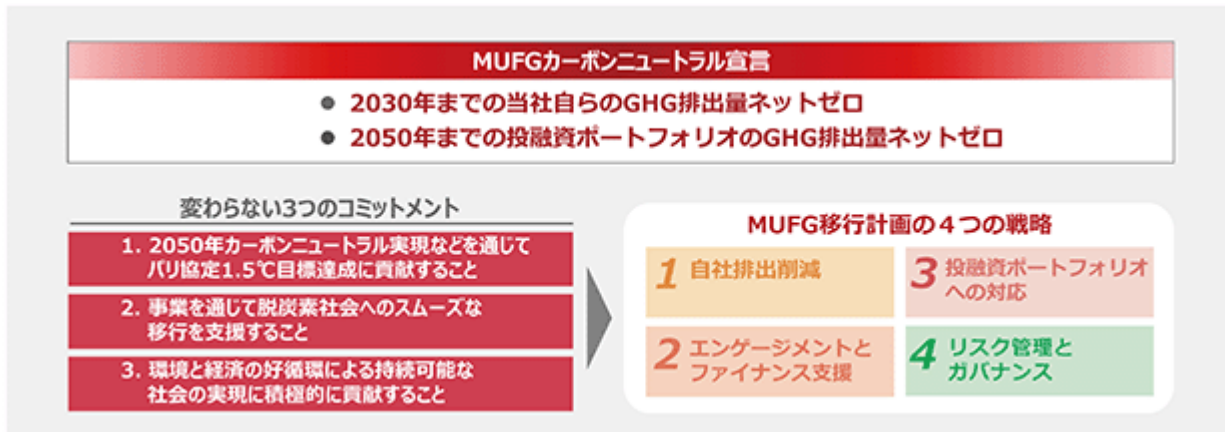 MUFGカーボンニュートラル宣言
● 2030年までの当社自らのGHG排出量ネットゼロ
● 2050年までの投融資ポートフォリオのGHG排出量ネットゼロ
変わらない3つのコミットメント
1. 2050年カーボンニュートラル実現などを通じて
パリ協定1.5℃目標達成に貢献すること
2. 事業を通じて脱炭素社会へのスムーズな
移行を支援すること
3. 環境と経済の好循環による持続可能な
社会の実現に積極的に貢献すること
MUFG移行計画の4つの戦略
1 自社排出削減
2 エンゲージメントと
ファイナンス支援
3 投融資ポートフォリオ
への対応
4 リスク管理と
ガバナンス